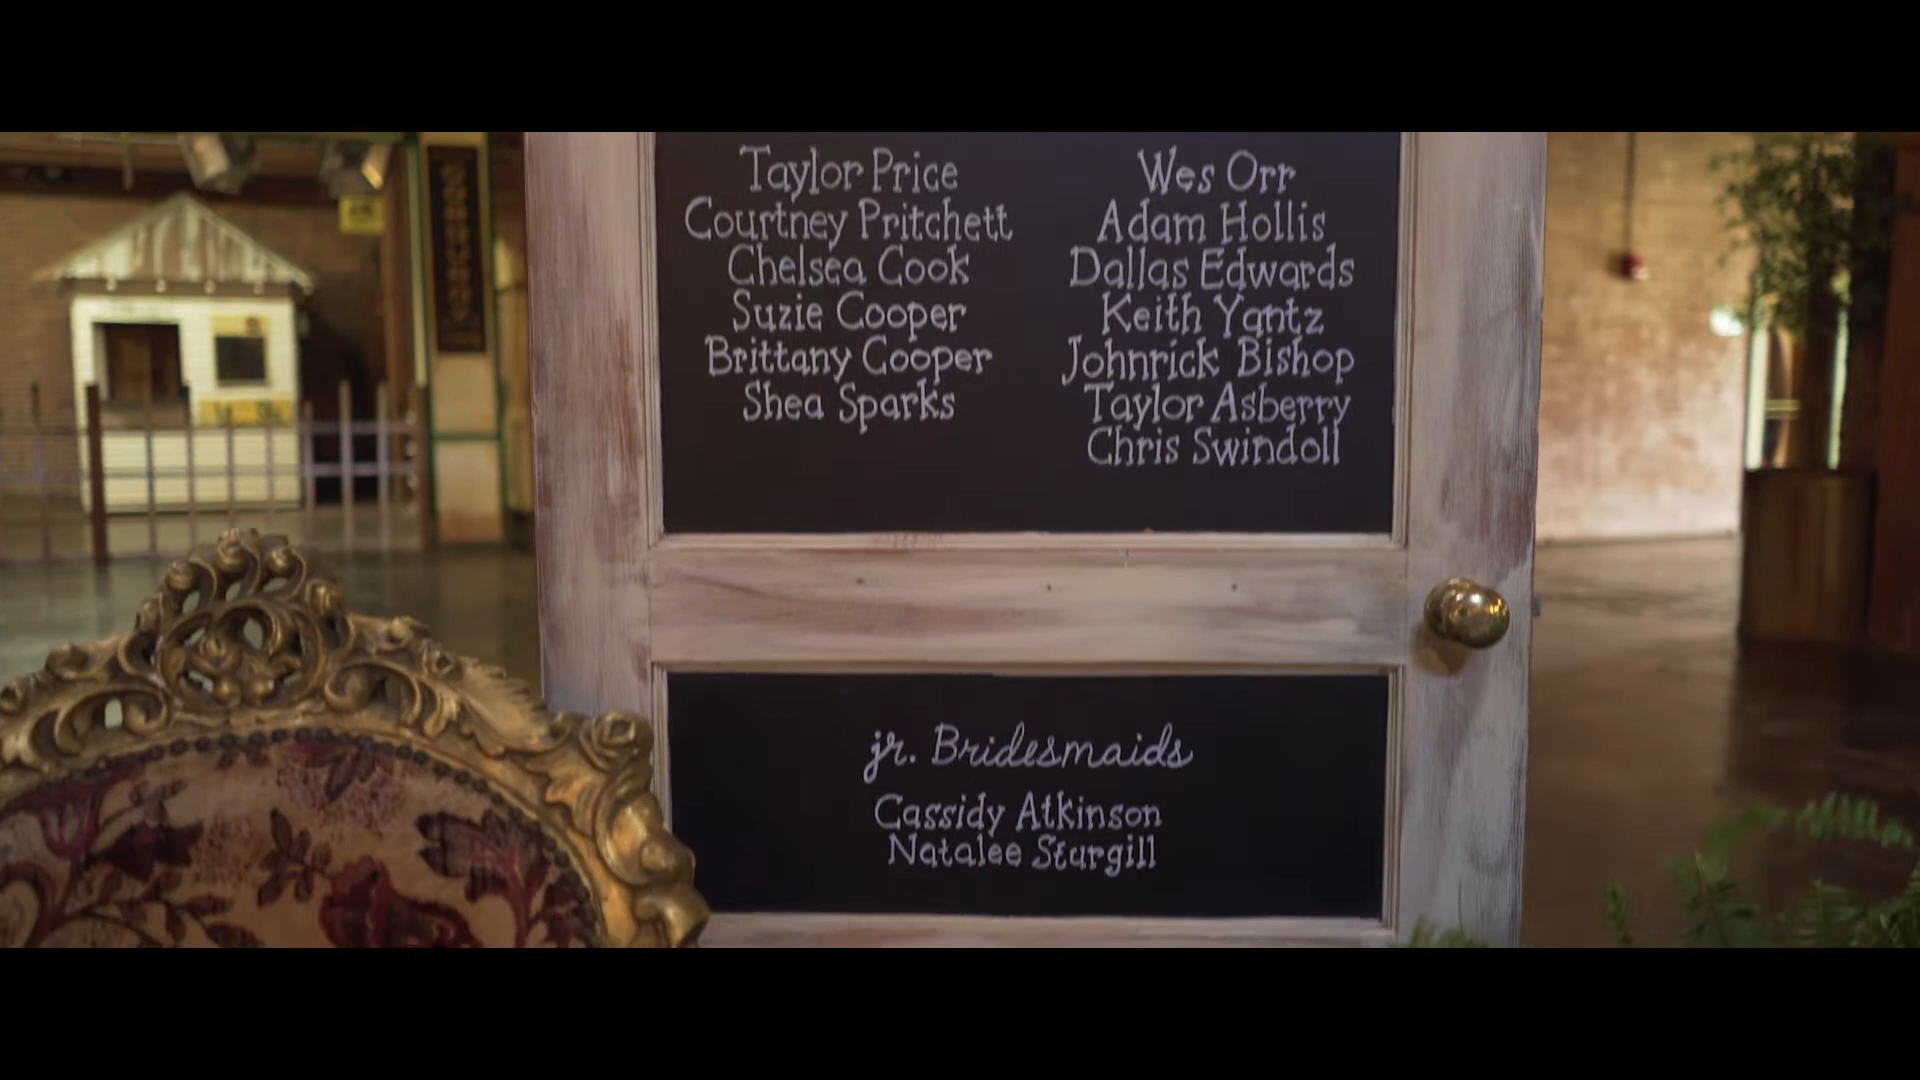 Taylor Price
Courtney Pritchett
Chelsea Cook
Suzie Cooper
Brittany Cooper
Shea Sparks
Wes Orr
Adam Hollis
Dallas Edwards
Keith Yantz
Johnrick Bishop
Taylor Asberry
Chris Swindoll
jr. Bridesmaids
Cassidy Atkinson
Natalee Sturgill